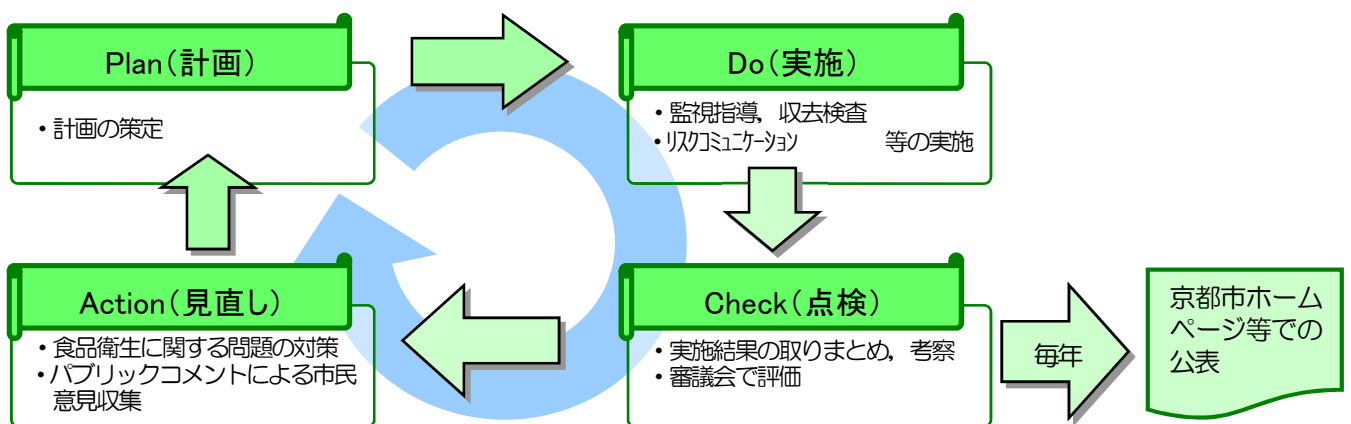 Plan(計画)
・計画の策定
Do(実施)
・監視指導，収去検査
・ﾘｽｸｺﾐｭﾆｹｰｼｮﾝ　　　　等の実施
Check(点検)
・実施結果の取りまとめ，考察
・審議会で評価
毎年
京都市ホーム
ページ等での
公表
Action(見直し)
・食品衛生に関する問題の対策
・パブリックコメントによる市民
意見収集